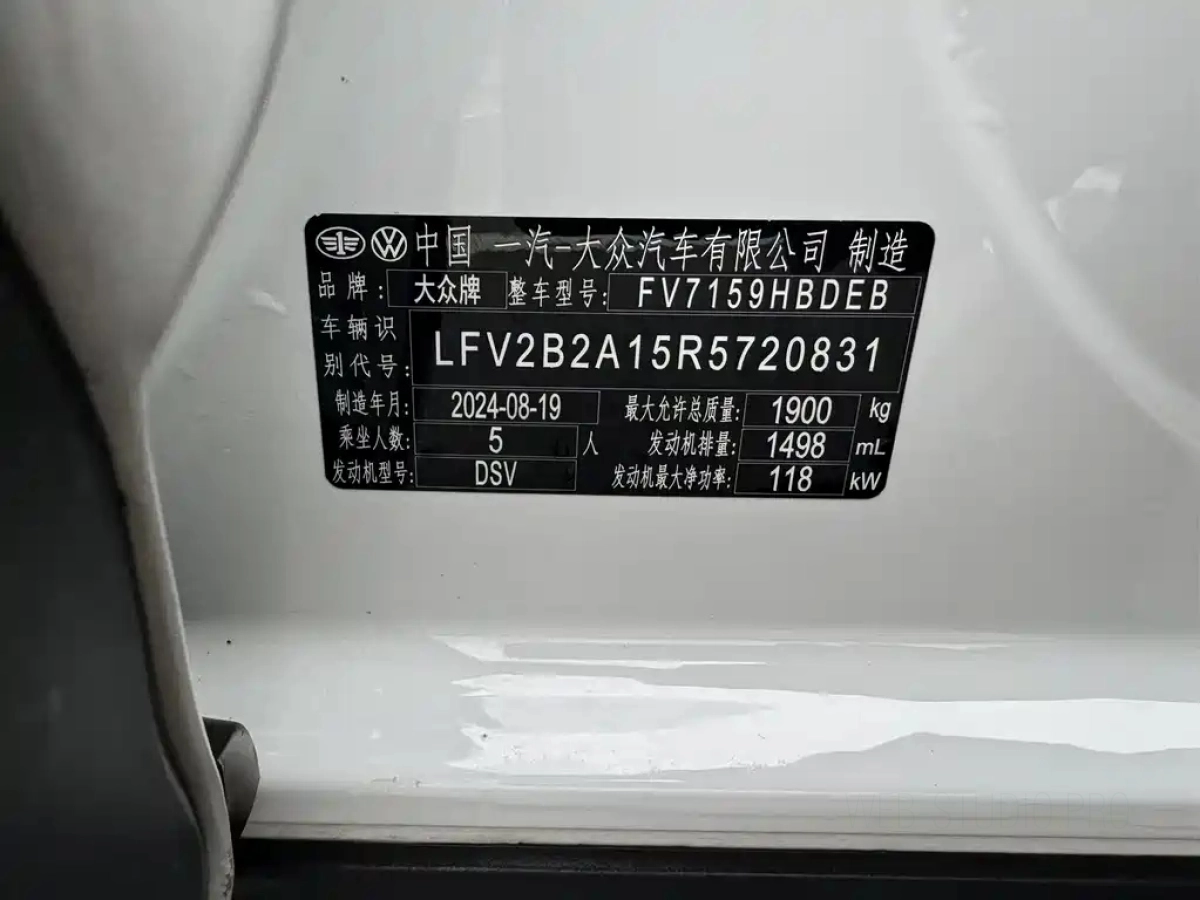 中国 一汽-大众汽车有限公司 制造
品牌: 大众牌 整车型号: FV7159HBDEB
车辆识别代号: LFV2B2A15R5720831
制造年月: 2024-08-19 最大允许总质量: 1900 kg
乘坐人数: 5 人 发动机排量: 1498 mL
发动机型号: DSV 发动机最大净功率: 118 kW